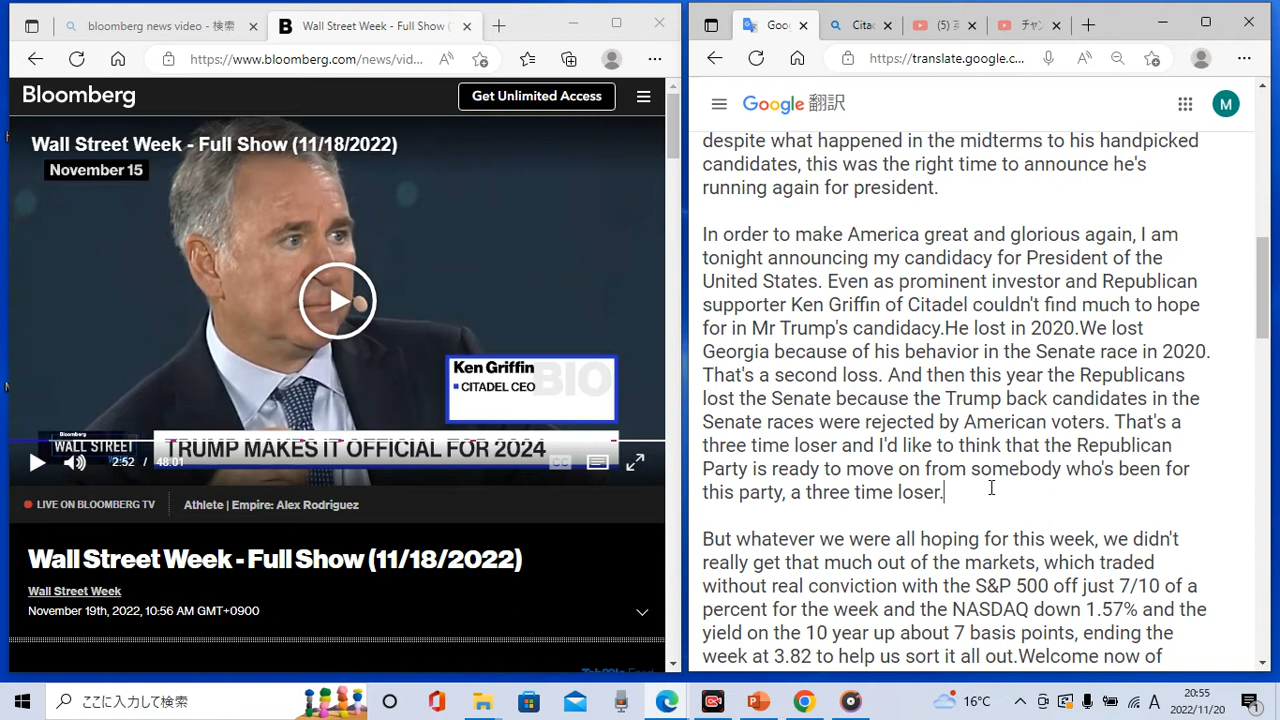 bloomberg news video - 検索
Wall Street Week - Full Show (11/
https://www.bloomberg.com/news/vid...
Bloomberg
Get Unlimited Access
Wall Street Week - Full Show (11/18/2022)
November 15
Ken Griffin
BIO
CITADEL CEO
Bloomberg
WALL STREET
TRUMP MAKES IT OFFICIAL FOR 2024
2:52 / 48:01
CC
LIVE ON BLOOMBERG TV
Athlete | Empire: Alex Rodriguez
Wall Street Week - Full Show (11/18/2022)
Wall Street Week
November 19th, 2022, 10:56 AM GMT+0900
Goo
Citac
(5)
チャン
https://translate.google.c...
Google 翻訳
M
despite what happened in the midterms to his handpicked
candidates, this was the right time to announce he's
running again for president.
In order to make America great and glorious again, I am
tonight announcing my candidacy for President of the
United States. Even as prominent investor and Republican
supporter Ken Griffin of Citadel couldn't find much to hope
for in Mr Trump's candidacy.He lost in 2020.We lost
Georgia because of his behavior in the Senate race in 2020.
That's a second loss. And then this year the Republicans
lost the Senate because the Trump back candidates in the
Senate races were rejected by American voters. That's a
three time loser and I'd like to think that the Republican
Party is ready to move on from somebody who's been for
this party, a three time loser.
But whatever we were all hoping for this week, we didn't
really get that much out of the markets, which traded
without real conviction with the S&P 500 off just 7/10 of a
percent for the week and the NASDAQ down 1.57% and the
yield on the 10 year up about 7 basis points, ending the
week at 3.82 to help us sort it all out.Welcome now of
ここに入力して検索
16°C
A
20:55
2022/11/20